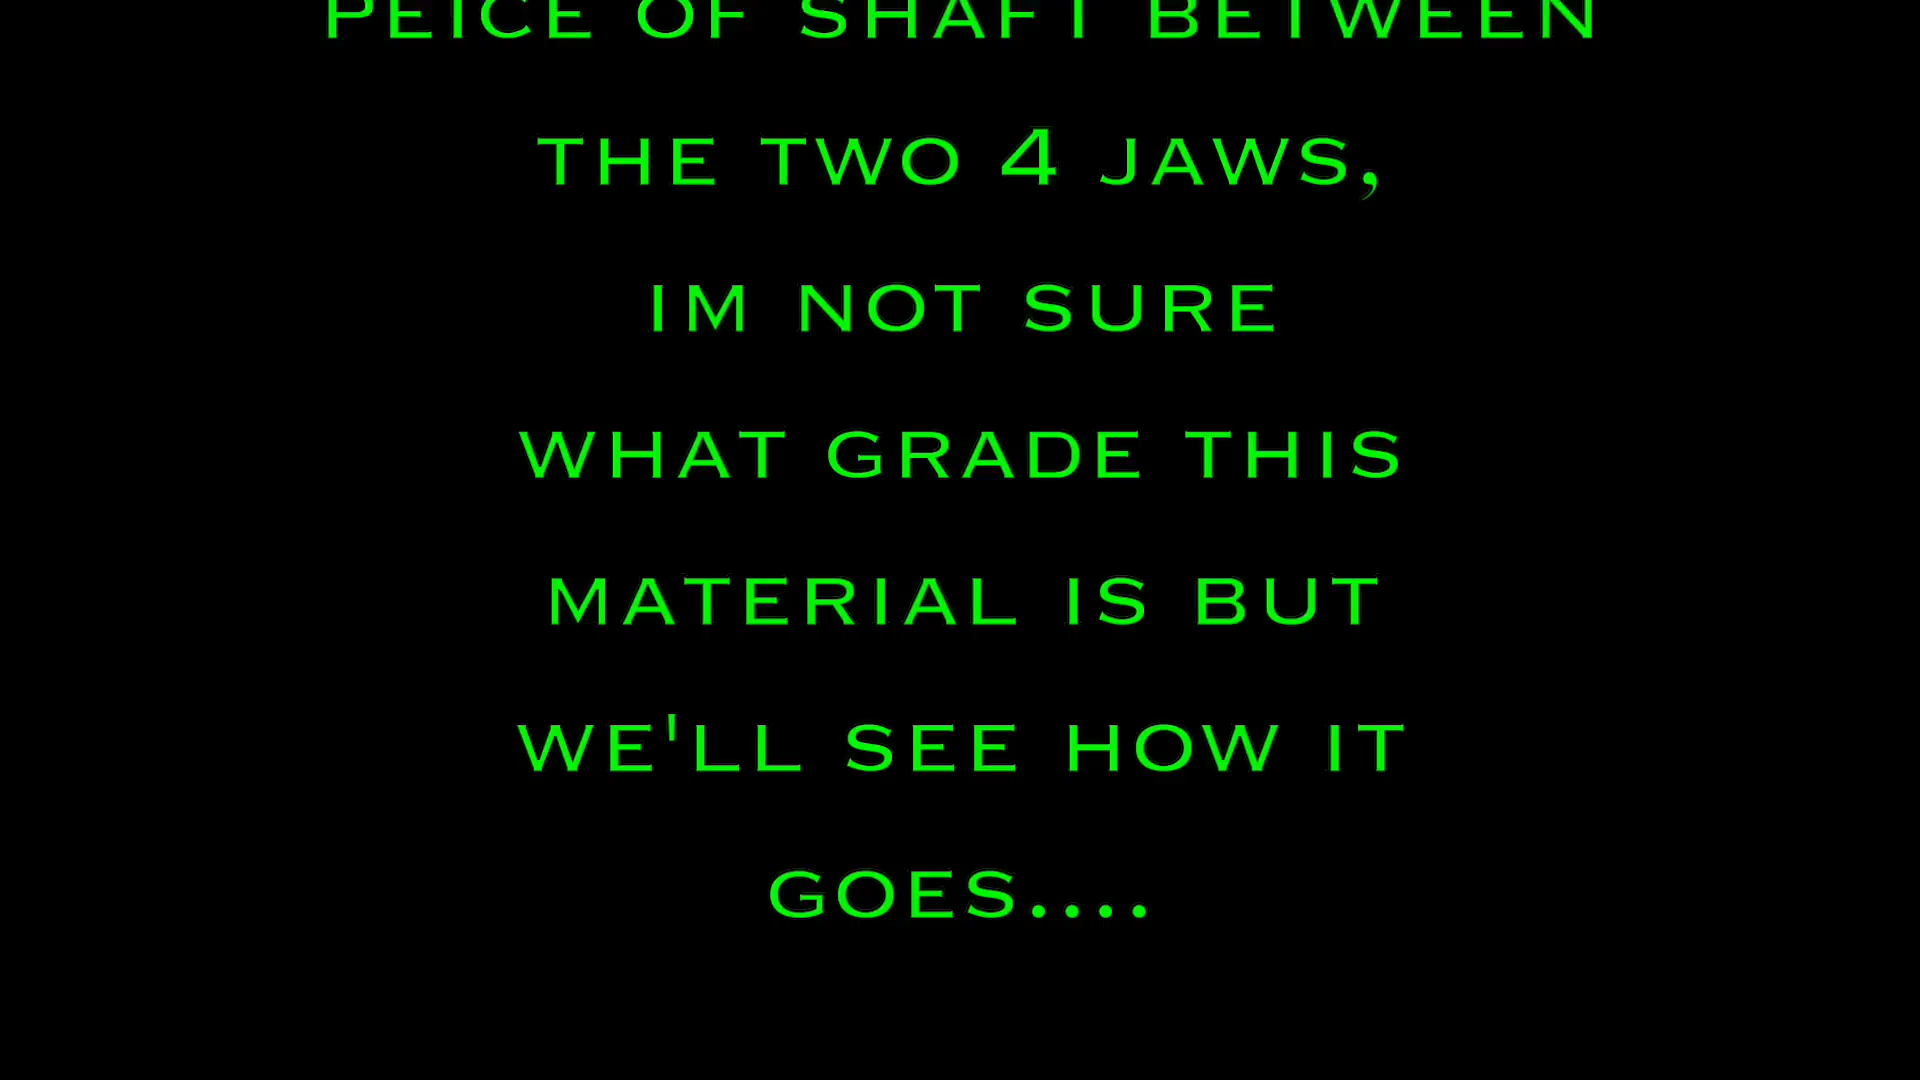 PEICE OF SHAFT BETWEEN
THE TWO 4 JAWS,
IM NOT SURE
WHAT GRADE THIS
MATERIAL IS BUT
WE'LL SEE HOW IT
GOES....